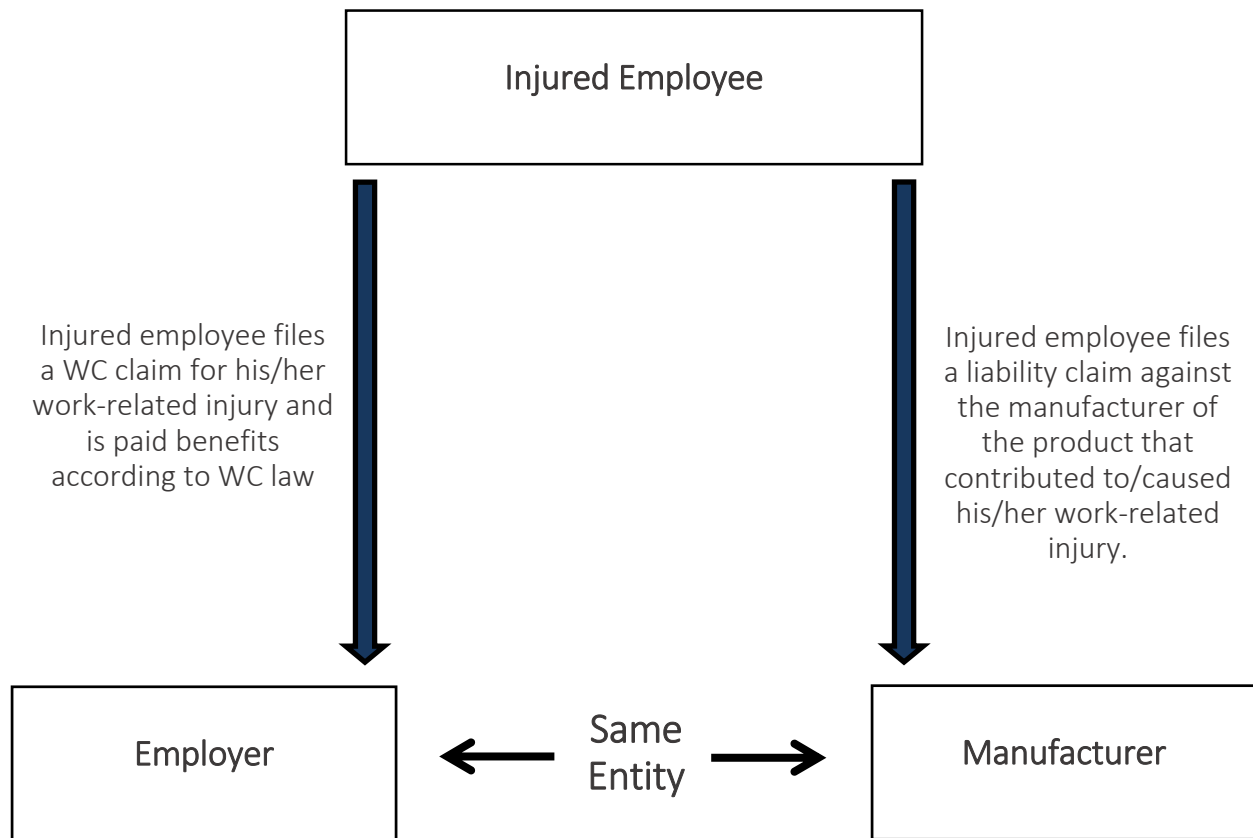 Injured Employee
Injured employee files
a WC claim for his/her
work-related injury and
is paid benefits
according to WC law
Injured employee files
a liability claim against
the manufacturer of
the product that
contributed to/caused
his/her work-related
injury.
Employer
Same
Entity
Manufacturer